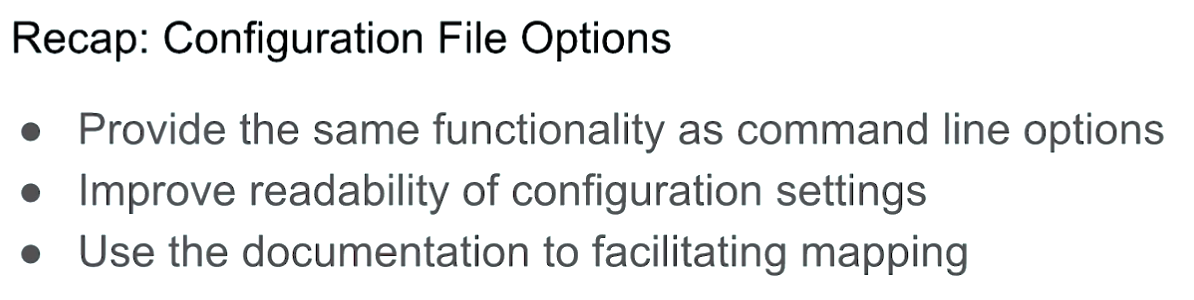 Recap: Configuration File Options
● Provide the same functionality as command line options
● Improve readability of configuration settings
● Use the documentation to facilitating mapping